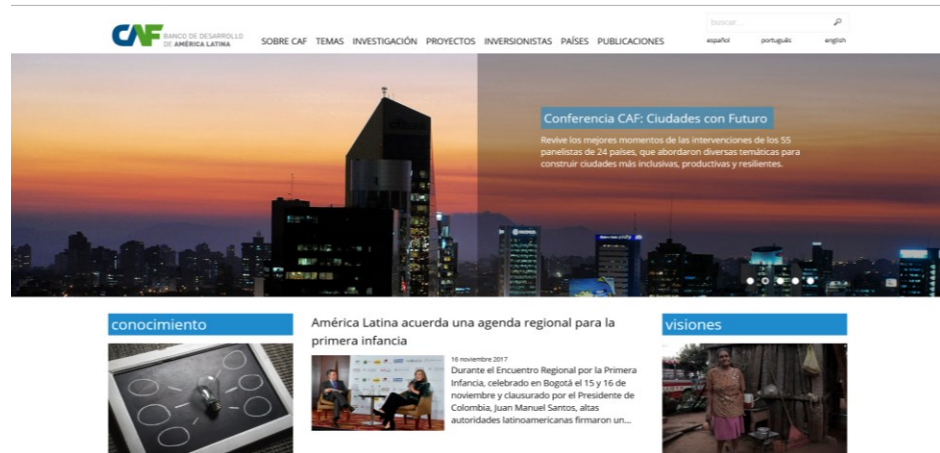 CAF
BANCO DE DESARROLLO
DE AMÉRICA LATINA
SOBRE CAF TEMAS INVESTIGACIÓN PROYECTOS INVERSIONISTAS PAÍSES PUBLICACIONES
buscar...
español português english
Conferencia CAF: Ciudades con Futuro
Revive los mejores momentos de las intervenciones de los 55
panelistas de 24 países, que abordaron diversas temáticas para
construir ciudades más inclusivas, productivas y resilientes.
conocimiento
América Latina acuerda una agenda regional para la
primera infancia
16 noviembre 2017
Durante el Encuentro Regional por la Primera
Infancia, celebrado en Bogotá el 15 y 16 de
noviembre y clausurado por el Presidente de
Colombia, Juan Manuel Santos, altas
autoridades latinoamericanas firmaron un...
visiones